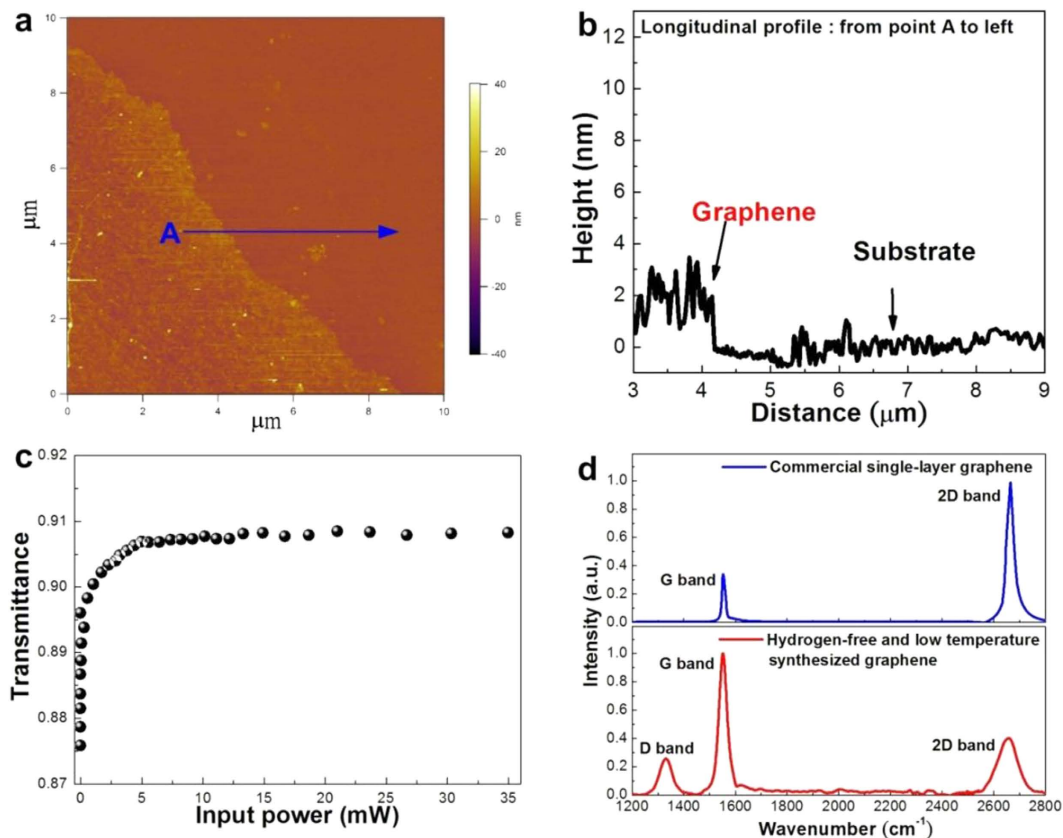 a
10
8
6
4
2
0
μm
0
2
4
6
8
10
μm
A
40
20
0
-20
-40
nm
b
Longitudinal profile : from point A to left
12
10
8
6
4
2
0
Height (nm)
Graphene
Substrate
3
4
5
6
7
8
9
Distance (μm)
c
0.92
0.91
0.90
0.89
0.88
0.87
Transmittance
0
5
10
15
20
25
30
35
Input power (mW)
d
Commercial single-layer graphene
2D band
G band
1.0
0.8
0.6
0.4
0.2
0.0
Intensity (a.u.)
Hydrogen-free and low temperature
synthesized graphene
G band
D band
2D band
1.0
0.8
0.6
0.4
0.2
0.0
1200 1400 1600 1800 2000 2200 2400 2600 2800
Wavenumber (cm⁻¹)